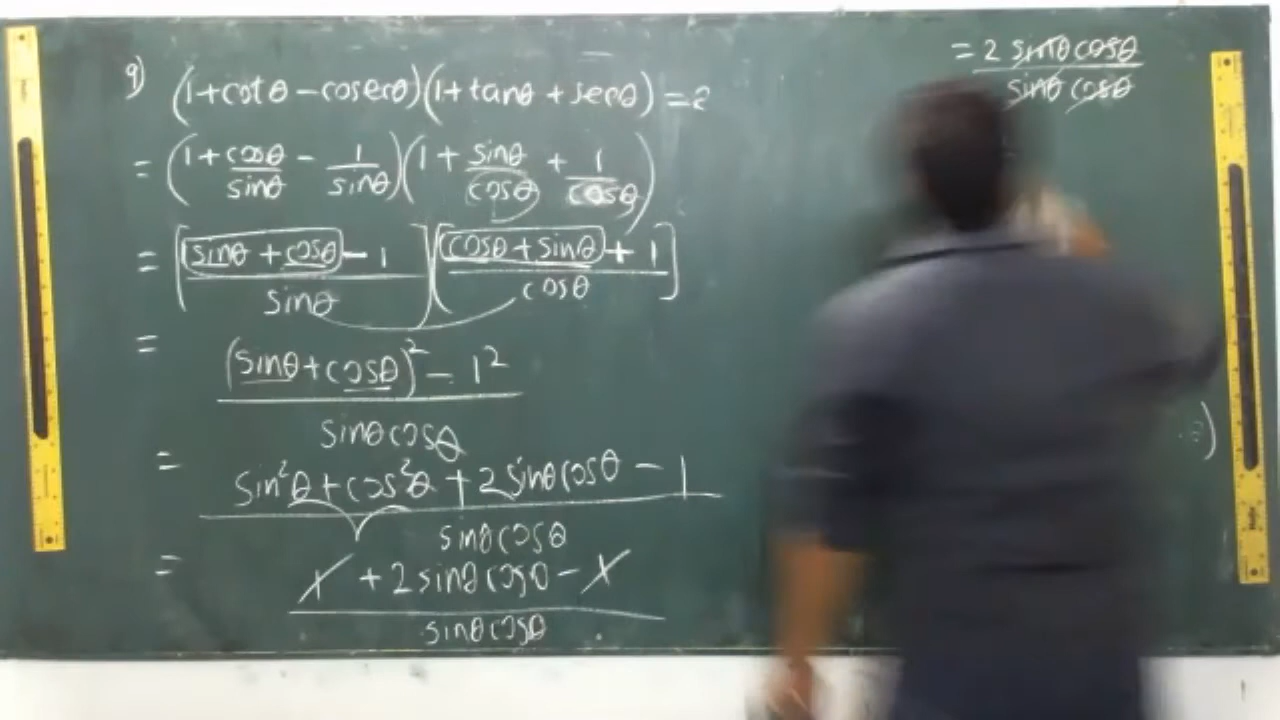 9) (1+cotθ-cosecθ)(1+tanθ+secθ)=2
= (1+cosθ/sinθ - 1/sinθ)(1+sinθ/cosθ + 1/cosθ)
= [(sinθ+cosθ-1)/sinθ][(cosθ+sinθ+1)/cosθ]
= ((sinθ+cosθ)²-1²)/(sinθcosθ)
= (sin²θ+cos²θ+2sinθcosθ-1)/(sinθcosθ)
= (1+2sinθcosθ-1)/(sinθcosθ)
= (2 sinθcosθ)/(sinθcosθ)